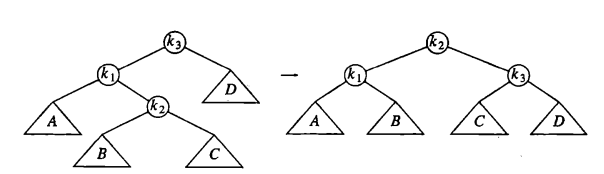 k3 k2
k1 k1 k3
k2 D
A A B C D
B C